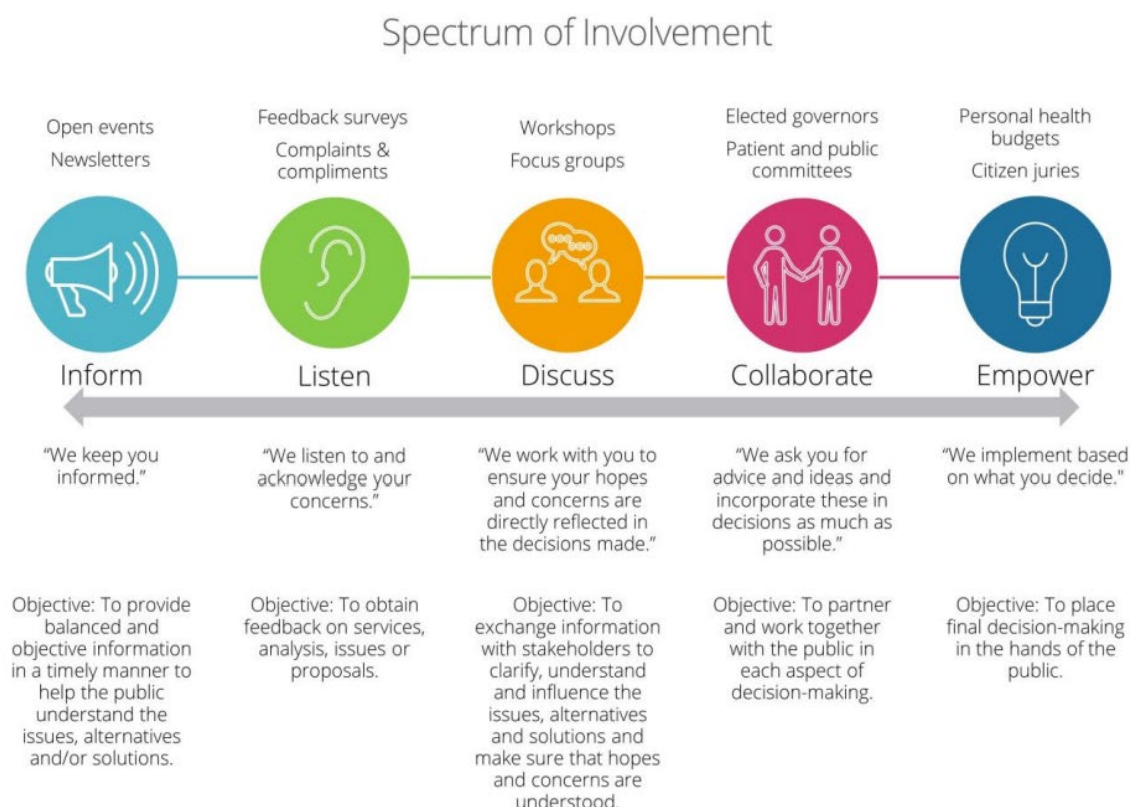 Spectrum of Involvement
Open events
Newsletters
Feedback surveys
Complaints &
compliments
Workshops
Focus groups
Elected governors
Patient and public
committees
Personal health
budgets
Citizen juries
Inform
Listen
Discuss
Collaborate
Empower
“We keep you
informed.”
“We listen to and
acknowledge your
concerns.”
“We work with you to
ensure your hopes
and concerns are
directly reflected in
the decisions made.”
“We ask you for
advice and ideas and
incorporate these in
decisions as much as
possible.”
“We implement based
on what you decide."
Objective: To provide
balanced and
objective information
in a timely manner to
help the public
understand the
issues, alternatives
and/or solutions.
Objective: To obtain
feedback on services,
analysis, issues or
proposals.
Objective: To
exchange information
with stakeholders to
clarify, understand
and influence the
issues, alternatives
and solutions and
make sure that hopes
and concerns are
understood.
Objective: To partner
and work together
with the public in
each aspect of
decision-making.
Objective: To place
final decision-making
in the hands of the
public.